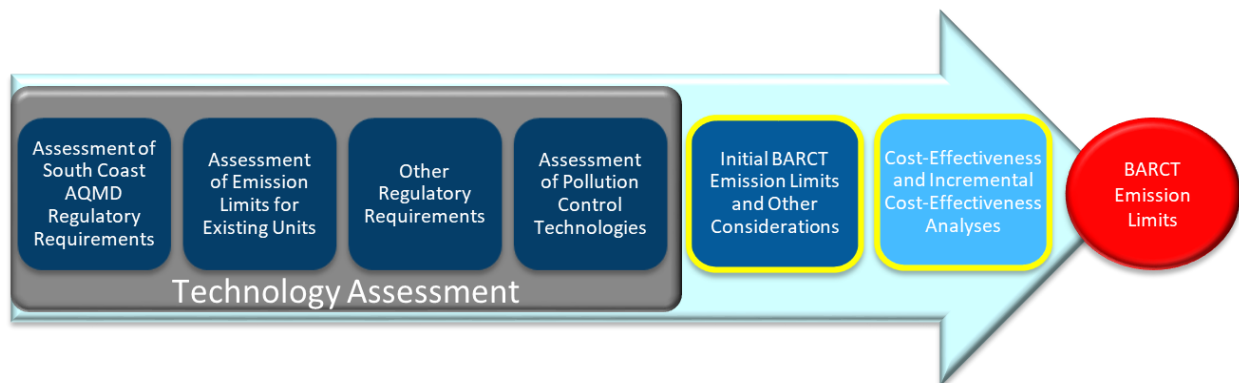 Assessment of
South Coast
AQMD
Regulatory
Requirements
Assessment
of Emission
Limits for
Existing Units
Other
Regulatory
Requirements
Assessment
of Pollution
Control
Technologies
Technology Assessment
Initial BARCT
Emission Limits
and Other
Considerations
Cost-Effectiveness
and Incremental
Cost-Effectiveness
Analyses
BARCT
Emission
Limits